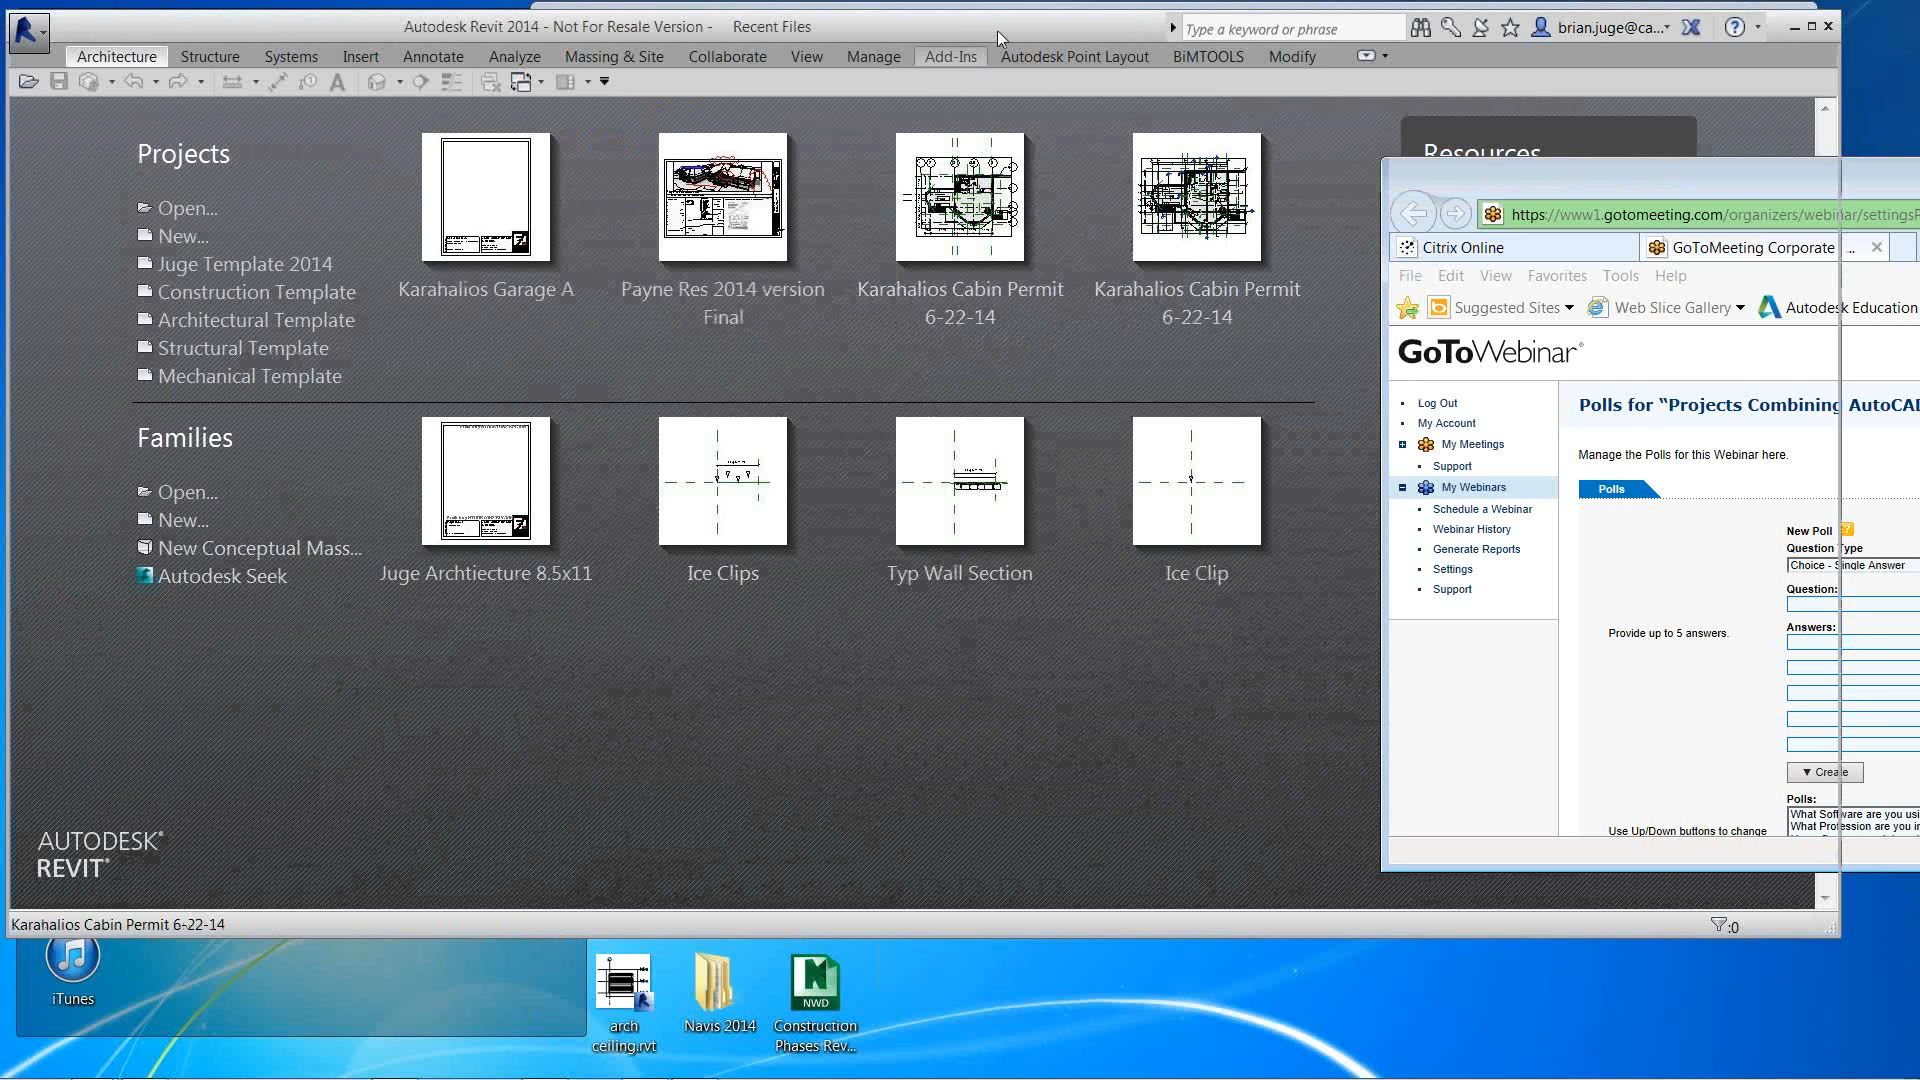 Autodesk Revit 2014 - Not For Resale Version - Recent Files
Type a keyword or phrase
brian.juge@ca...
Architecture Structure Systems Insert Annotate Analyze Massing & Site Collaborate View Manage Add-Ins Autodesk Point Layout BiMTOOLS Modify
Projects
Open...
New...
Juge Template 2014
Construction Template
Architectural Template
Structural Template
Mechanical Template
Karahalios Garage A
Payne Res 2014 version
Final
Karahalios Cabin Permit
6-22-14
Karahalios Cabin Permit
6-22-14
Resources
Families
Open...
New...
New Conceptual Mass...
Autodesk Seek
Juge Archtiecture 8.5x11
Ice Clips
Typ Wall Section
Ice Clip
AUTODESK®
REVIT®
Karahalios Cabin Permit 6-22-14
:0
https://www1.gotomeeting.com/organizers/webinar/settings
Citrix Online
GoToMeeting Corporate ...
File Edit View Favorites Tools Help
Suggested Sites
Web Slice Gallery
Autodesk Education
GoToWebinar
Log Out
My Account
My Meetings
Support
My Webinars
Schedule a Webinar
Webinar History
Generate Reports
Settings
Support
Polls for "Projects Combining AutoCAD
Manage the Polls for this Webinar here.
Polls
New Poll ?
Question Type
Choice - Single Answer
Question:
Answers:
Provide up to 5 answers.
Create
Polls:
What Software are you usi
What Profession are you i
Use Up/Down buttons to change
iTunes
arch
ceiling.rvt
Navis 2014
NWD
Construction
Phases Rev...